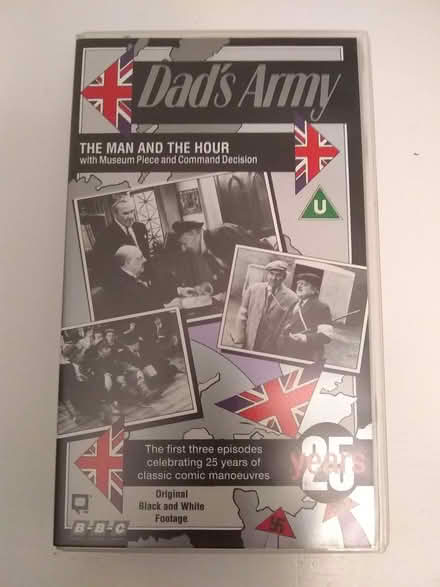 Dad's Army
THE MAN AND THE HOUR
with Museum Piece and Command Decision
U
The first three episodes
celebrating 25 years of
classic comic manoeuvres
25
years
Original
Black and White
Footage
B·B·C